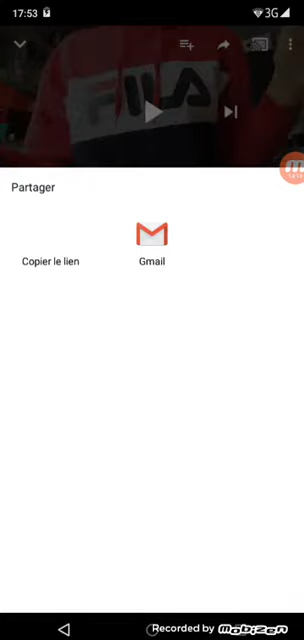 17:53
3G
FILA
Partager
Copier le lien
Gmail
Recorded by mobizen